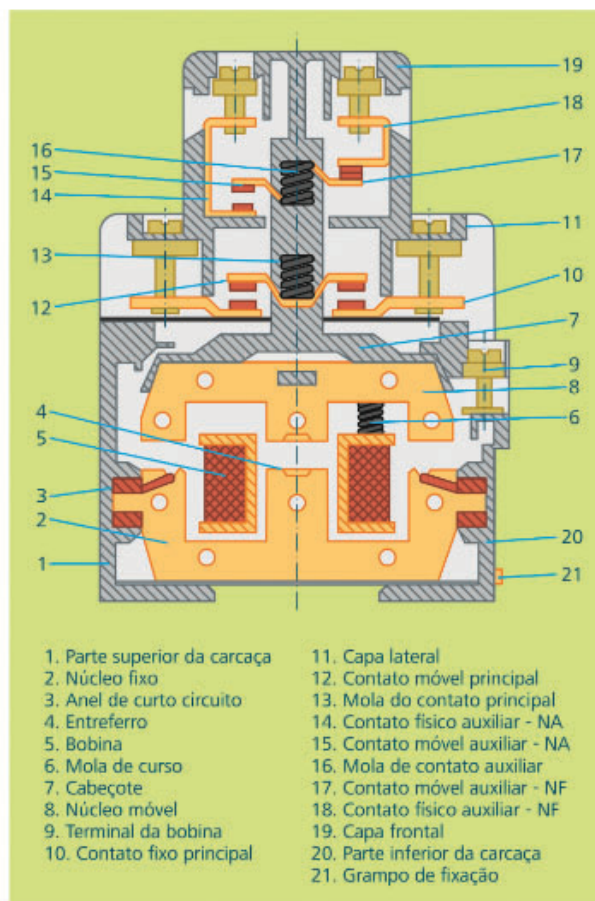 19
18
16
17
15
14
11
13
10
12
7
9
4
8
5
6
3
2
20
1
21
1. Parte superior da carcaça
2. Núcleo fixo
3. Anel de curto circuito
4. Entreferro
5. Bobina
6. Mola de curso
7. Cabeçote
8. Núcleo móvel
9. Terminal da bobina
10. Contato fixo principal
11. Capa lateral
12. Contato móvel principal
13. Mola do contato principal
14. Contato físico auxiliar - NA
15. Contato móvel auxiliar - NA
16. Mola de contato auxiliar
17. Contato móvel auxiliar - NF
18. Contato físico auxiliar - NF
19. Capa frontal
20. Parte inferior da carcaça
21. Grampo de fixação